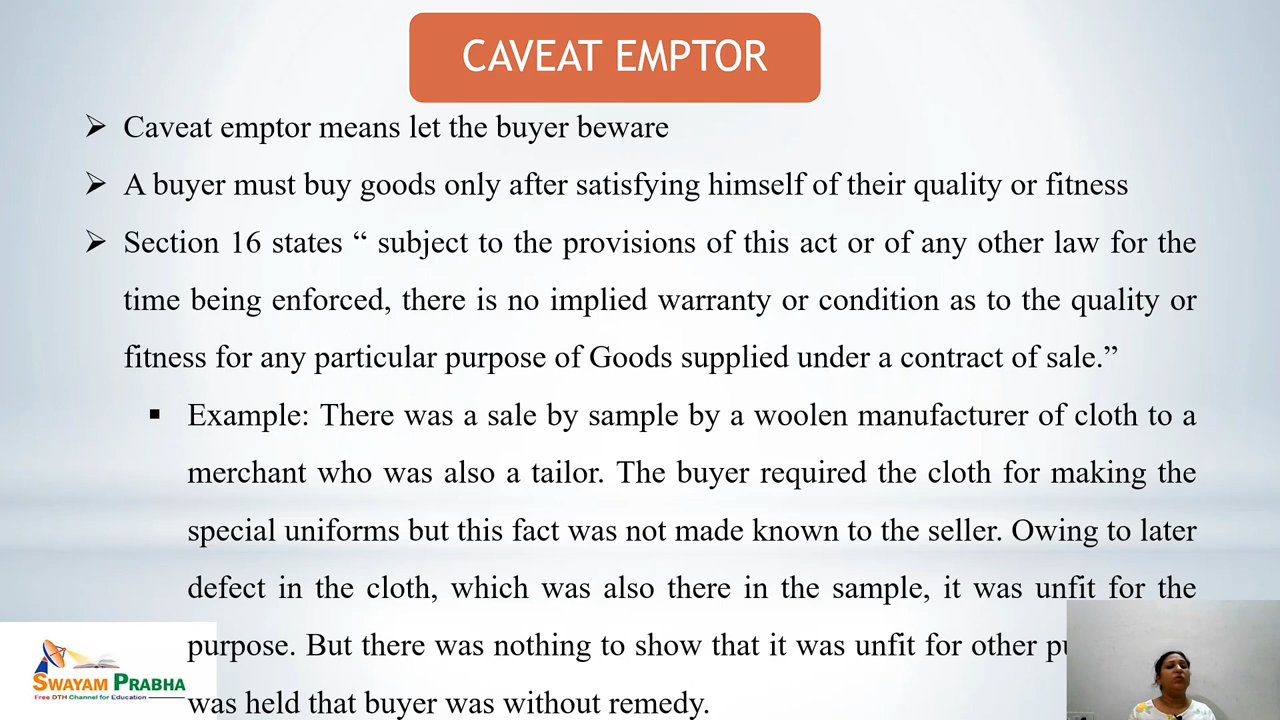 CAVEAT EMPTOR
Caveat emptor means let the buyer beware
A buyer must buy goods only after satisfying himself of their quality or fitness
Section 16 states “ subject to the provisions of this act or of any other law for the
time being enforced, there is no implied warranty or condition as to the quality or
fitness for any particular purpose of Goods supplied under a contract of sale.”
Example: There was a sale by sample by a woolen manufacturer of cloth to a
merchant who was also a tailor. The buyer required the cloth for making the
special uniforms but this fact was not made known to the seller. Owing to later
defect in the cloth, which was also there in the sample, it was unfit for the
purpose. But there was nothing to show that it was unfit for other
was held that buyer was without remedy.
SWAYAM PRABHA
Free DTH Channel for Education